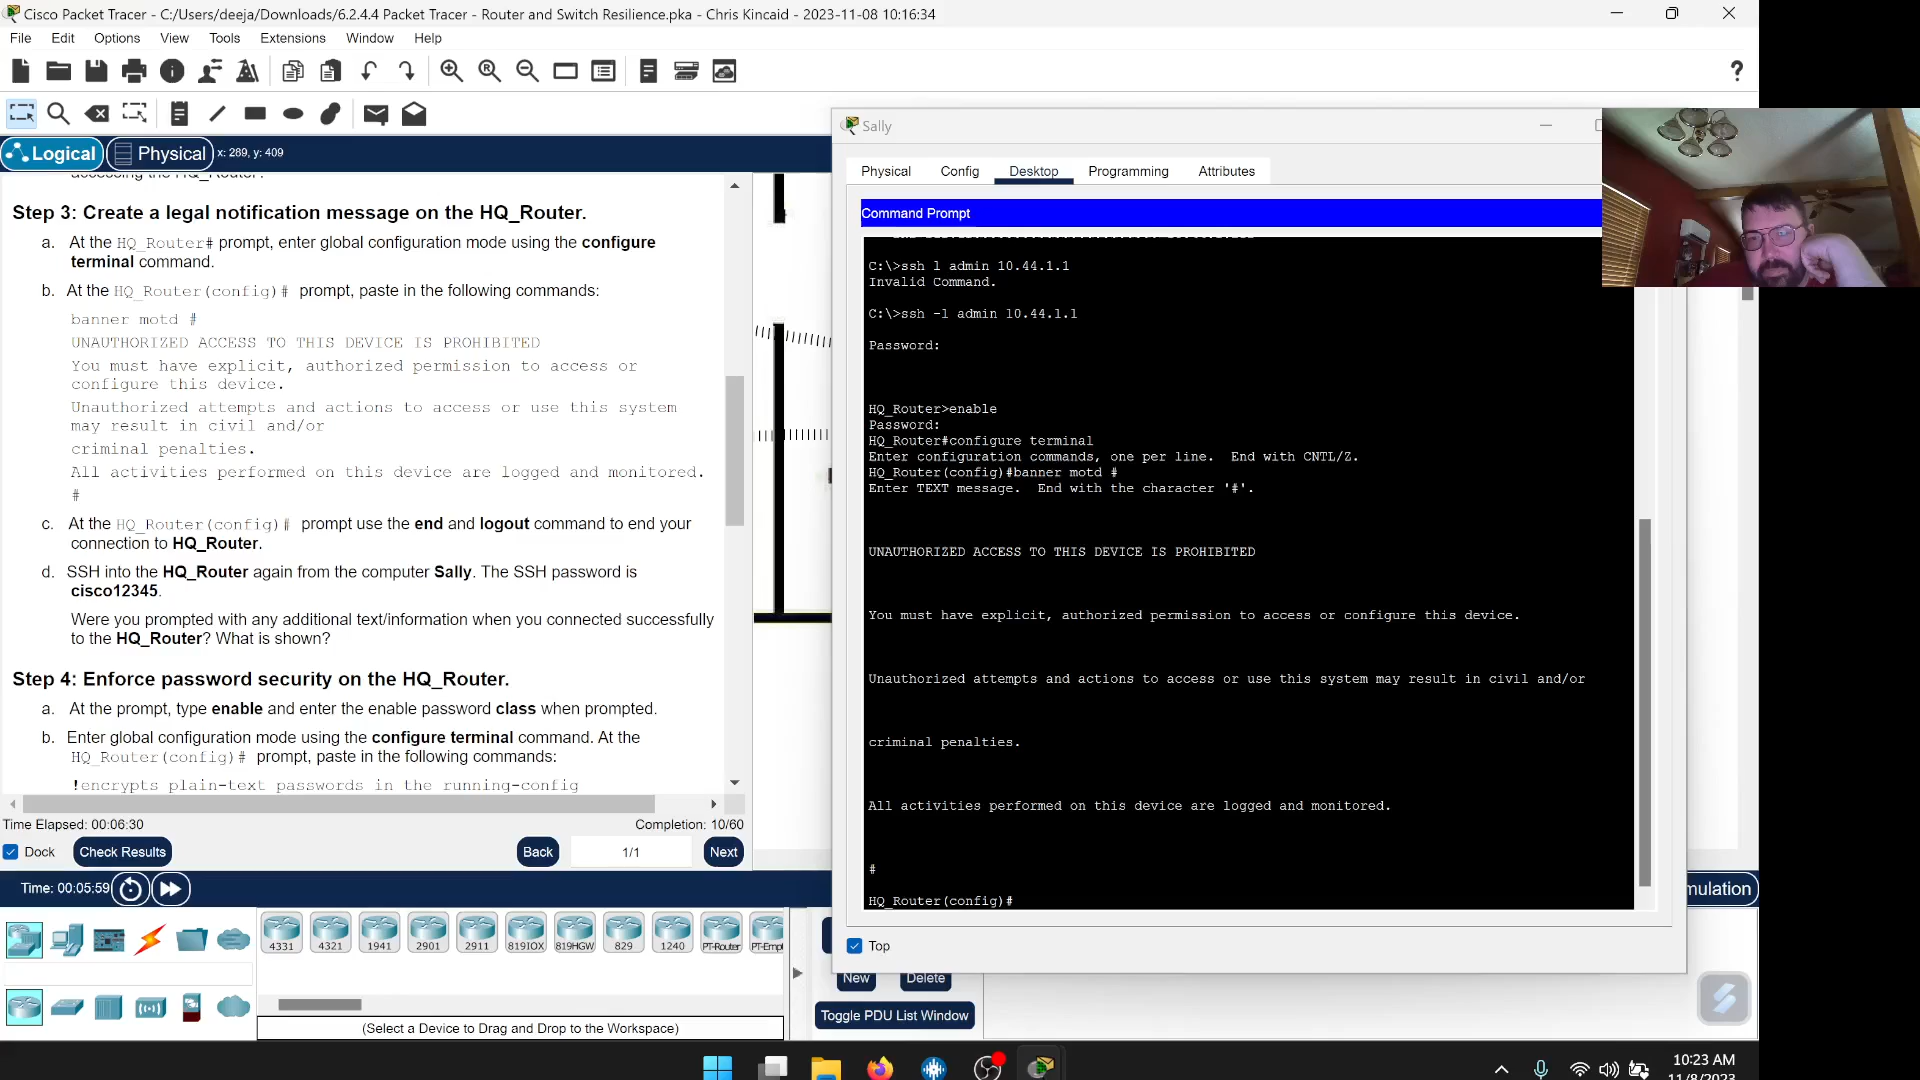 Cisco Packet Tracer - C:/Users/deeja/Downloads/6.2.4.4 Packet Tracer - Router and Switch Resilience.pka - Chris Kincaid - 2023-11-08 10:16:34
File Edit Options View Tools Extensions Window Help
?
Logical Physical x: 289, y: 409
accessing the HQ_Router?
Step 3: Create a legal notification message on the HQ_Router.
a. At the HQ_Router# prompt, enter global configuration mode using the configure
terminal command.
b. At the HQ_Router(config)# prompt, paste in the following commands:
banner motd #
UNAUTHORIZED ACCESS TO THIS DEVICE IS PROHIBITED
You must have explicit, authorized permission to access or
configure this device.
Unauthorized attempts and actions to access or use this system
may result in civil and/or
criminal penalties.
All activities performed on this device are logged and monitored.
#
c. At the HQ_Router(config)# prompt use the end and logout command to end your
connection to HQ_Router.
d. SSH into the HQ_Router again from the computer Sally. The SSH password is
cisco12345.
Were you prompted with any additional text/information when you connected successfully
to the HQ_Router? What is shown?
Step 4: Enforce password security on the HQ_Router.
a. At the prompt, type enable and enter the enable password class when prompted.
b. Enter global configuration mode using the configure terminal command. At the
HQ_Router(config)# prompt, paste in the following commands:
!encrypts plain-text passwords in the running-config
Time Elapsed: 00:06:30 Completion: 10/60
Dock Check Results Back 1/1 Next
Time: 00:05:59
4331 4321 1941 2901 2911 819IOX 819HGW 829 1240 PT-Router PT-Empt
(Select a Device to Drag and Drop to the Workspace)
Sally
Physical Config Desktop Programming Attributes
Command Prompt
C:\>ssh l admin 10.44.1.1
Invalid Command.
C:\>ssh -l admin 10.44.1.1
Password:
HQ_Router>enable
Password:
HQ_Router#configure terminal
Enter configuration commands, one per line. End with CNTL/Z.
HQ_Router(config)#banner motd #
Enter TEXT message. End with the character '#'.
UNAUTHORIZED ACCESS TO THIS DEVICE IS PROHIBITED
You must have explicit, authorized permission to access or configure this device.
Unauthorized attempts and actions to access or use this system may result in civil and/or
criminal penalties.
All activities performed on this device are logged and monitored.
#
HQ_Router(config)#
Top
mulation
New Delete
Toggle PDU List Window
10:23 AM
11/8/2023